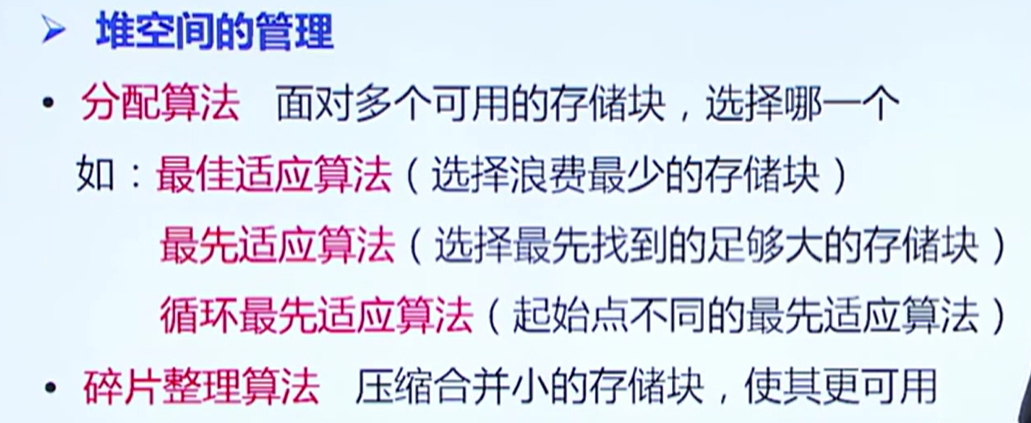 ➢ 堆空间的管理
• 分配算法 面对多个可用的存储块，选择哪一个
如：最佳适应算法（选择浪费最少的存储块）
最先适应算法（选择最先找到的足够大的存储块）
循环最先适应算法（起始点不同的最先适应算法）
• 碎片整理算法 压缩合并小的存储块，使其更可用